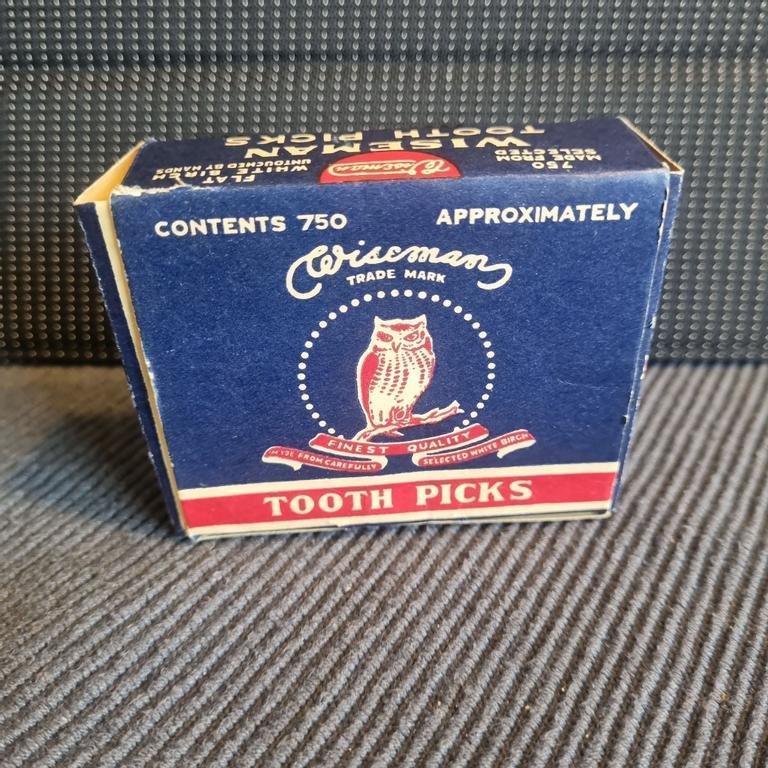 750
MADE FROM
SELECTED
WISEMAN
TOOTH PICKS
Wiseman
FLAT
WHITE BIRCH
UNTOUCHED BY HANDS
CONTENTS 750 APPROXIMATELY
Wiseman
TRADE MARK
FINEST QUALITY
MADE FROM CAREFULLY SELECTED WHITE BIRCH
TOOTH PICKS